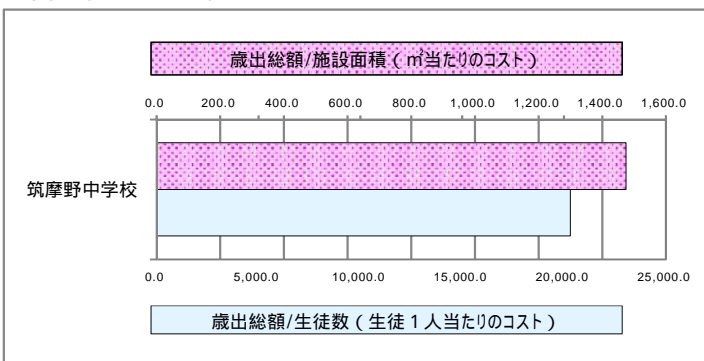 歳出総額/施設面積（㎡当たりのコスト）
0.0 200.0 400.0 600.0 800.0 1,000.0 1,200.0 1,400.0 1,600.0
筑摩野中学校
0.0 5,000.0 10,000.0 15,000.0 20,000.0 25,000.0
歳出総額/生徒数（生徒１人当たりのコスト）